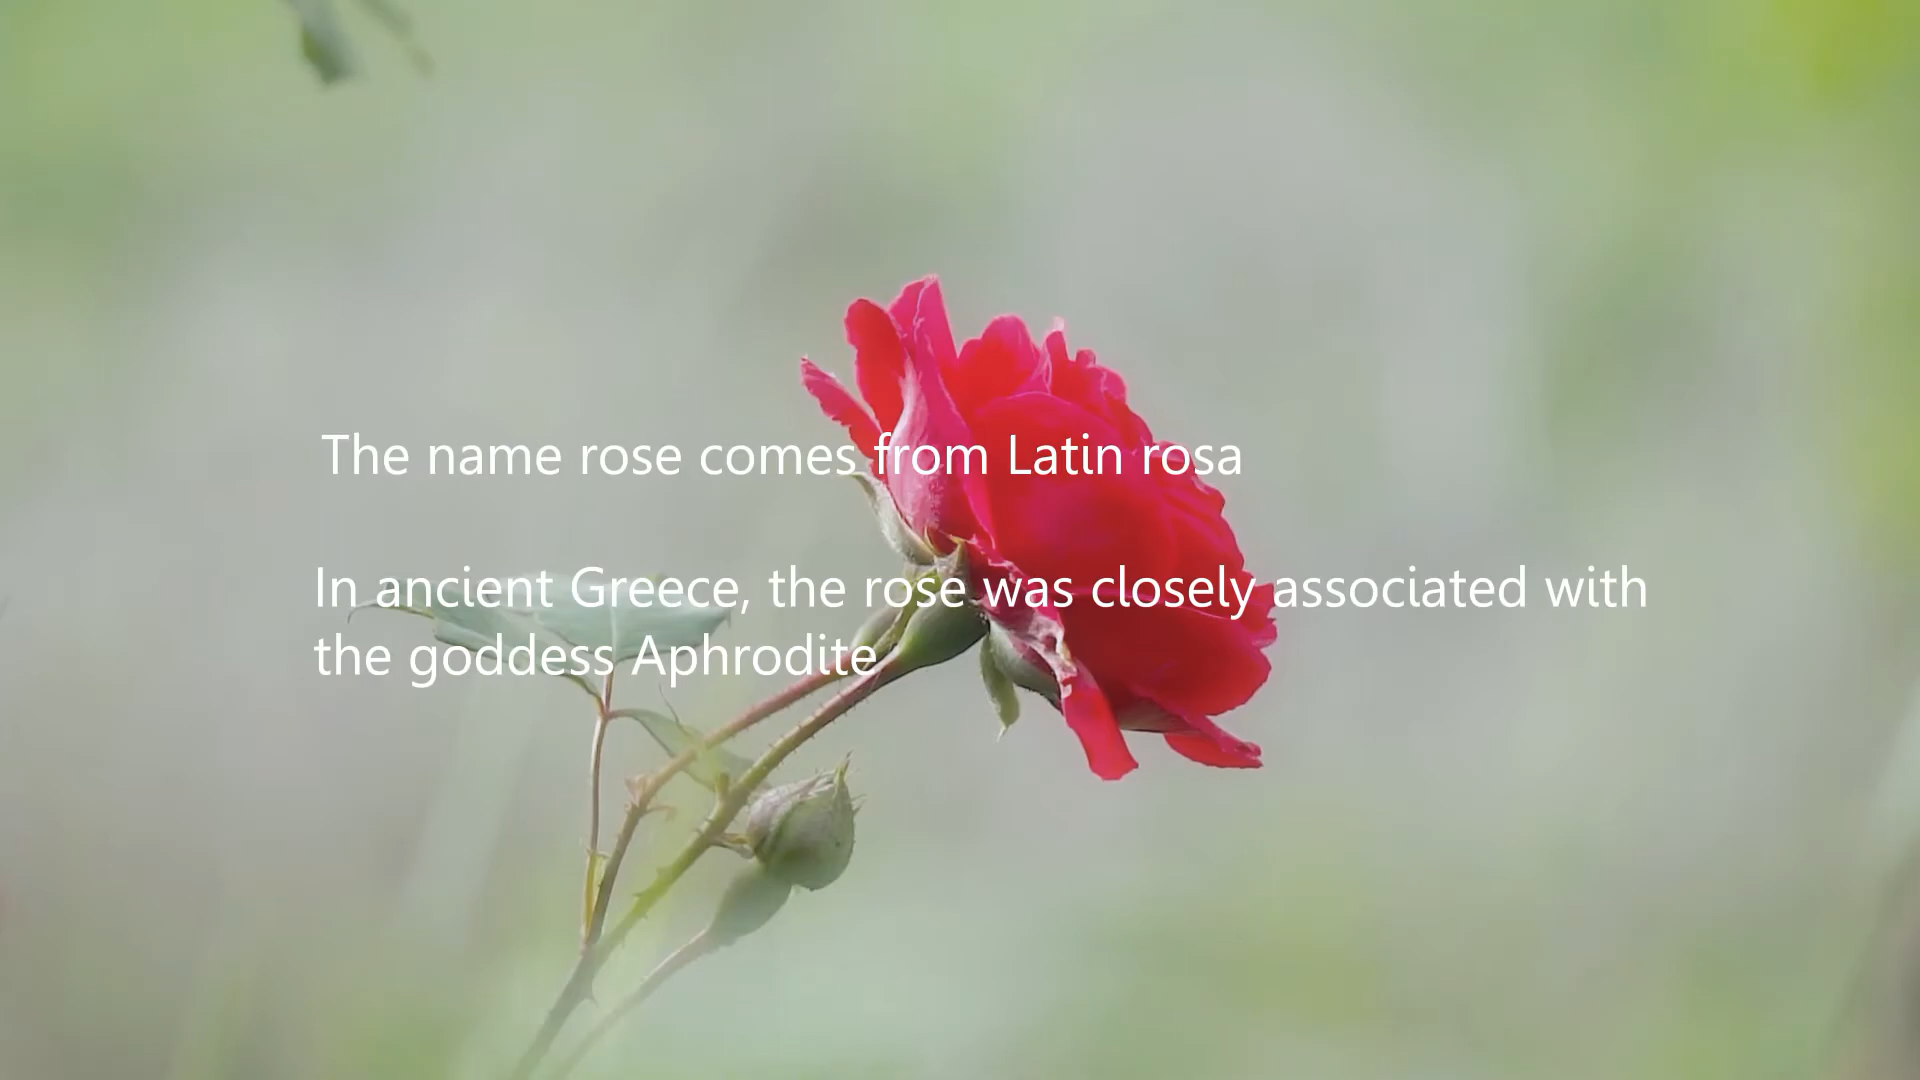 The name rose comes from Latin rosa
In ancient Greece, the rose was closely associated with
the goddess Aphrodite